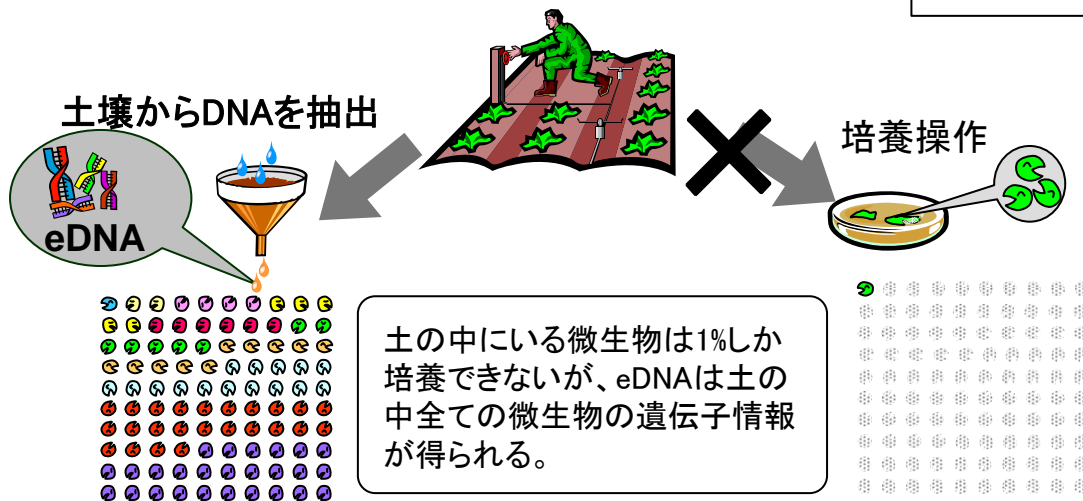 土壌からDNAを抽出
培養操作
eDNA
土の中にいる微生物は1%しか
培養できないが、eDNAは土の
中全ての微生物の遺伝子情報
が得られる。